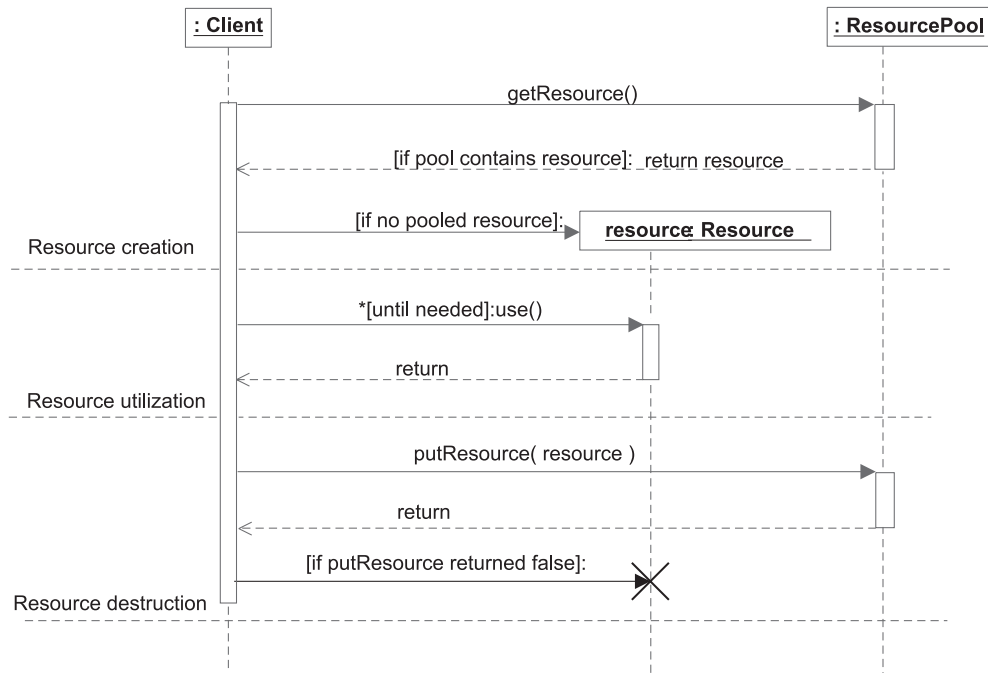 : Client
: ResourcePool
getResource()
[if pool contains resource]: return resource
[if no pooled resource]:
resource: Resource
Resource creation
*[until needed]:use()
return
Resource utilization
putResource( resource )
return
[if putResource returned false]:
Resource destruction